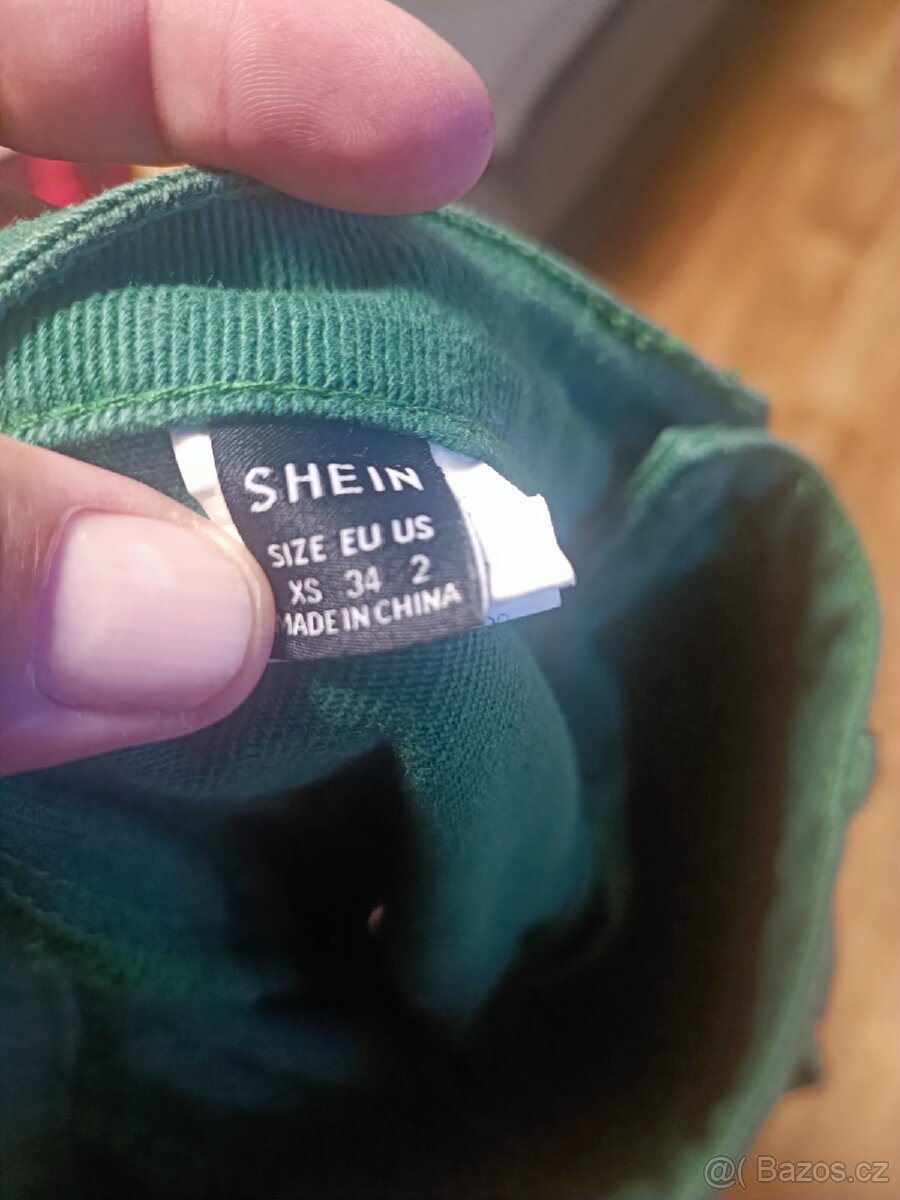 SHEIN
SIZE EU US
XS 34 2
MADE IN CHINA
@( Bazos.cz